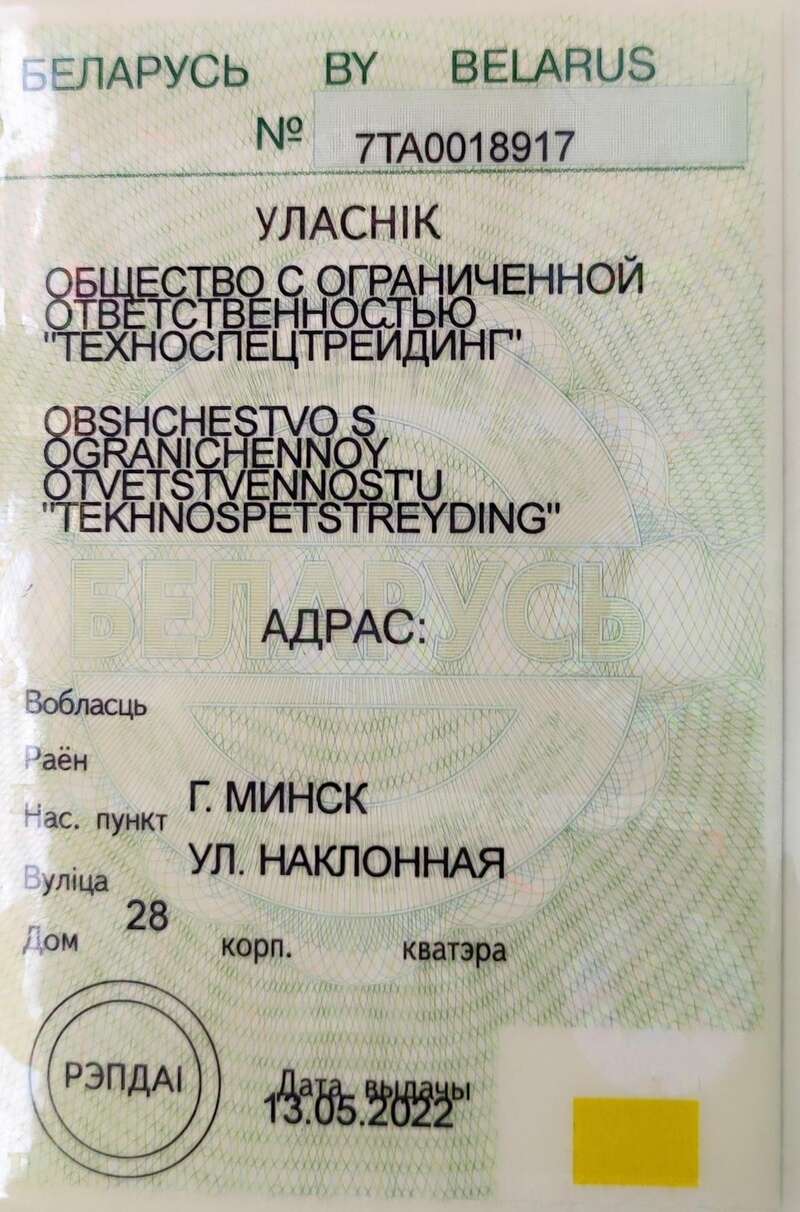 БЕЛАРУСЬ BY BELARUS
№ 7TA0018917
УЛАСНІК
ОБЩЕСТВО С ОГРАНИЧЕННОЙ
ОТВЕТСТВЕННОСТЬЮ
"ТЕХНОСПЕЦТРЕЙДИНГ"
OBSHCHESTVO S
OGRANICHENNOY
OTVETSTVENNOST'U
"TEKHNOSPETSTREYDING"
БЕЛАРУСЬ
АДРАС:
Вобласць
Раён
Нас. пункт Г. МИНСК
Вуліца УЛ. НАКЛОННАЯ
Дом 28 корп. кватэра
РЭПДАІ
Дата выдачы
13.05.2022